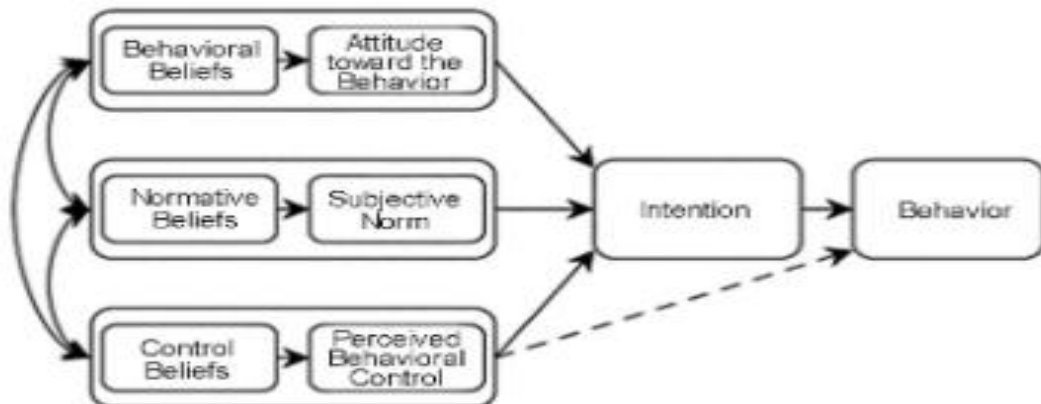 Behavioral
Beliefs
Attitude
toward the
Behavior
Normative
Beliefs
Subjective
Norm
Intention
Behavior
Control
Beliefs
Perceived
Behavioral
Control